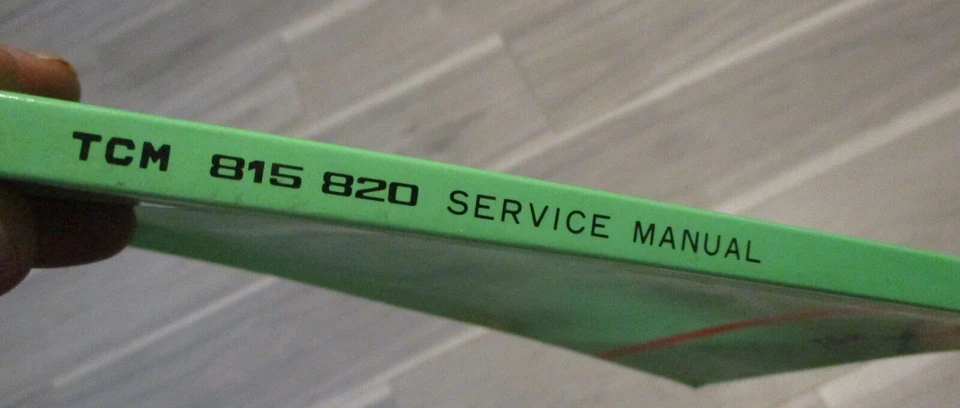 TCM 815 820 SERVICE MANUAL